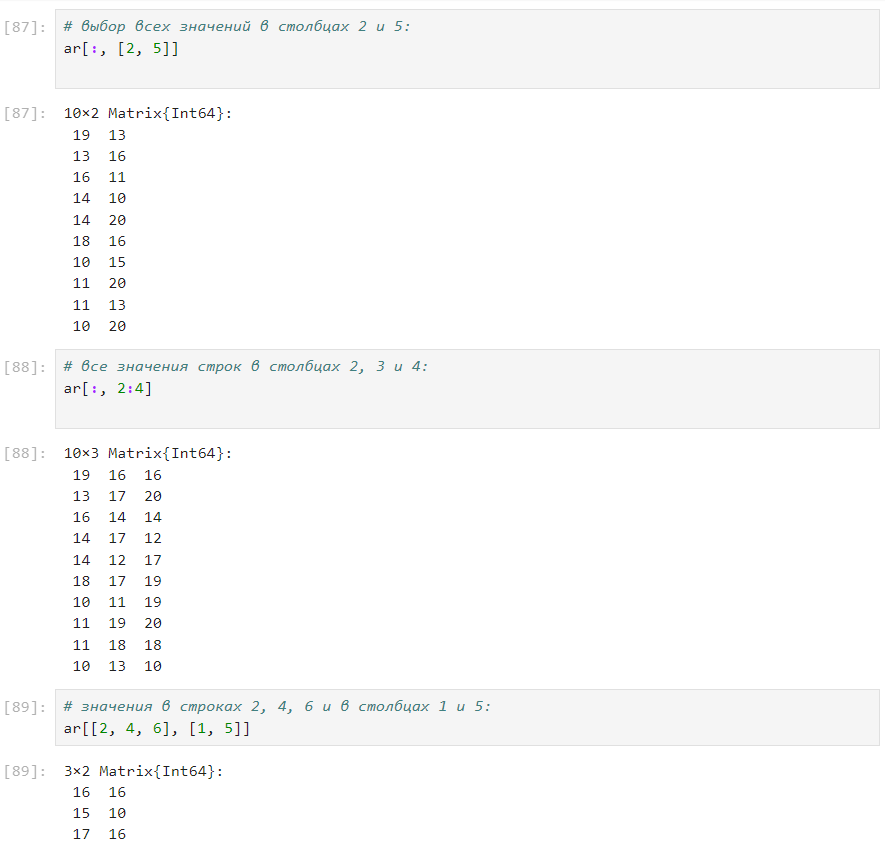 [87]: # выбор всех значений в столбцах 2 и 5:
ar[:, [2, 5]]
[87]: 10×2 Matrix{Int64}:
19 13
13 16
16 11
14 10
14 20
18 16
10 15
11 20
11 13
10 20
[88]: # все значения строк в столбцах 2, 3 и 4:
ar[:, 2:4]
[88]: 10×3 Matrix{Int64}:
19 16 16
13 17 20
16 14 14
14 17 12
14 12 17
18 17 19
10 11 19
11 19 20
11 18 18
10 13 10
[89]: # значения в строках 2, 4, 6 и в столбцах 1 и 5:
ar[[2, 4, 6], [1, 5]]
[89]: 3×2 Matrix{Int64}:
16 16
15 10
17 16